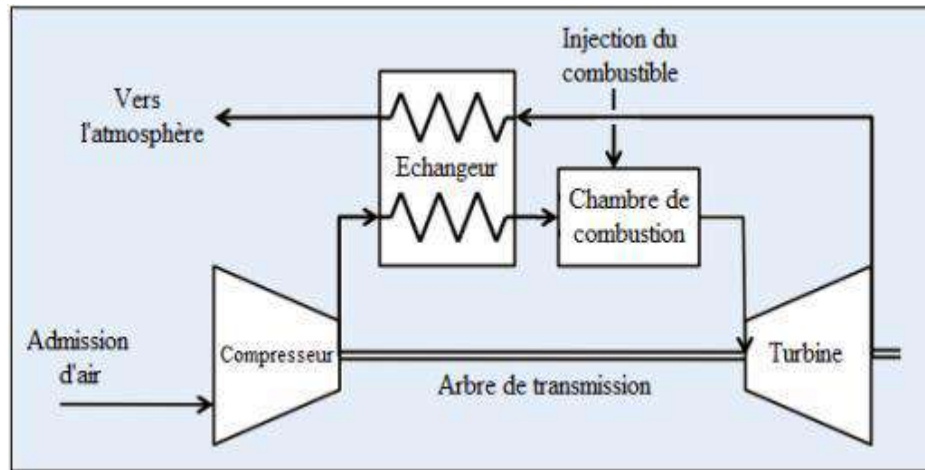 Injection du
combustible
Vers
l'atmosphère
Echangeur
Chambre de
combustion
Admission
d'air
Compresseur
Turbine
Arbre de transmission